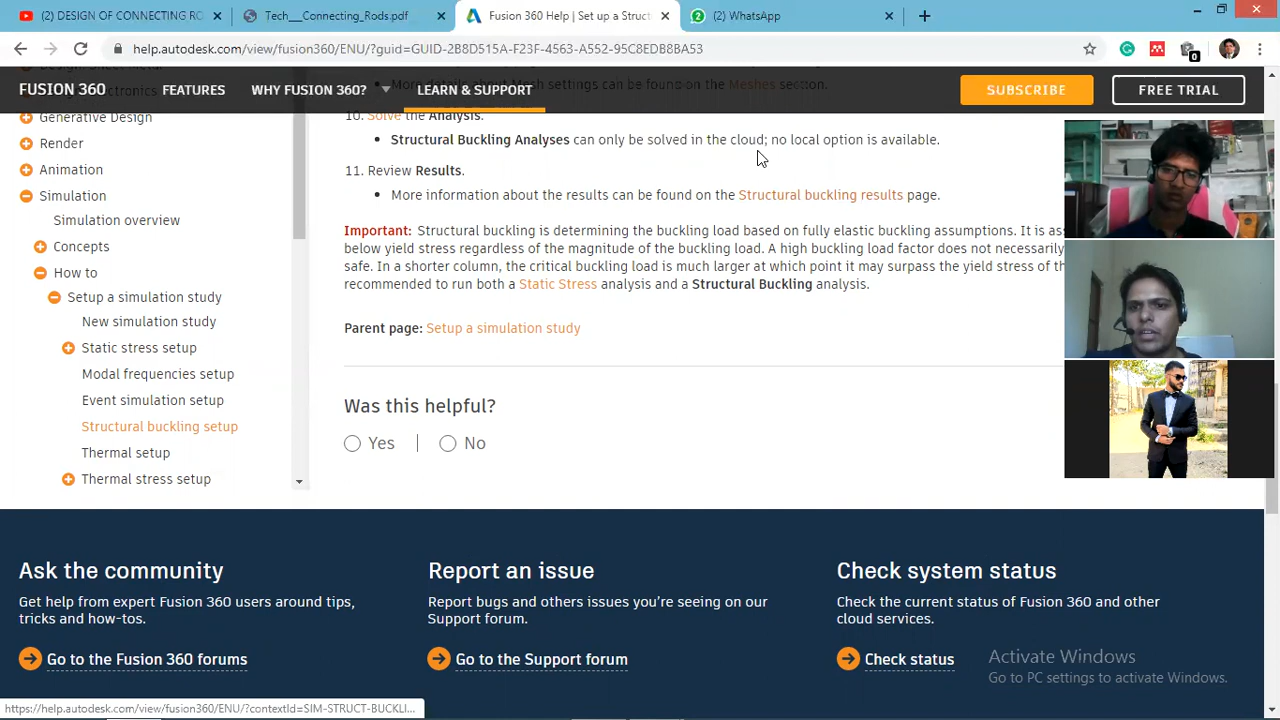 (2) DESIGN OF CONNECTING RO
Tech__Connecting_Rods.pdf
Fusion 360 Help | Set up a Struct
(2) WhatsApp
help.autodesk.com/view/fusion360/ENU/?guid=GUID-2B8D515A-F23F-4563-A552-95C8EDB8BA53
0
FUSION 360
FEATURES
WHY FUSION 360?
LEARN & SUPPORT
SUBSCRIBE
FREE TRIAL
More details about Mesh settings can be found on the Meshes section.
Generative Design
Render
Animation
Simulation
Simulation overview
Concepts
How to
Setup a simulation study
New simulation study
Static stress setup
Modal frequencies setup
Event simulation setup
Structural buckling setup
Thermal setup
Thermal stress setup
10. Solve the Analysis.
Structural Buckling Analyses can only be solved in the cloud; no local option is available.
11. Review Results.
More information about the results can be found on the Structural buckling results page.
Important: Structural buckling is determining the buckling load based on fully elastic buckling assumptions. It is as
below yield stress regardless of the magnitude of the buckling load. A high buckling load factor does not necessarily
safe. In a shorter column, the critical buckling load is much larger at which point it may surpass the yield stress of th
recommended to run both a Static Stress analysis and a Structural Buckling analysis.
Parent page: Setup a simulation study
Was this helpful?
Yes
No
Ask the community
Get help from expert Fusion 360 users around tips,
tricks and how-tos.
Go to the Fusion 360 forums
Report an issue
Report bugs and others issues you're seeing on our
Support forum.
Go to the Support forum
Check system status
Check the current status of Fusion 360 and other
cloud services.
Check status
Activate Windows
Go to PC settings to activate Windows.
https://help.autodesk.com/view/fusion360/ENU/?contextId=SIM-STRUCT-BUCKLI...